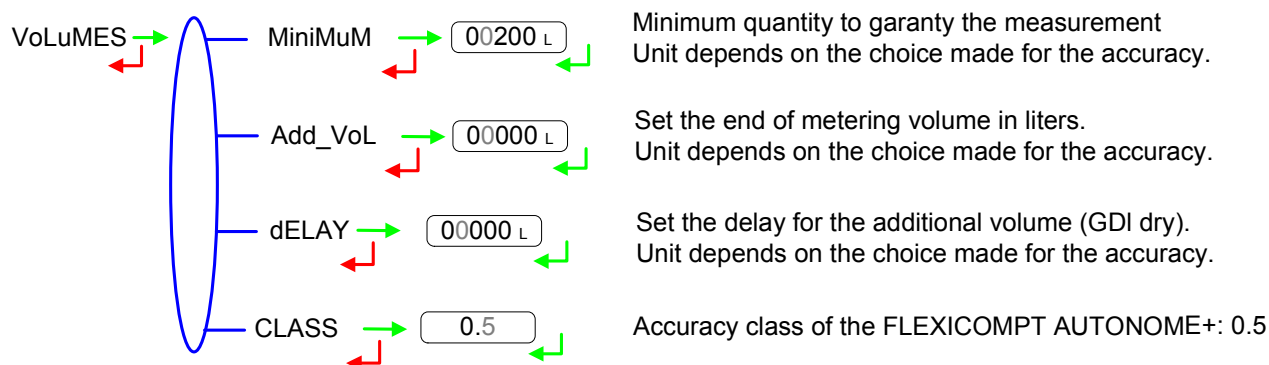 VoLuMES
MiniMuM
00200 L
Minimum quantity to garanty the measurement
Unit depends on the choice made for the accuracy.
Add_VoL
00000 L
Set the end of metering volume in liters.
Unit depends on the choice made for the accuracy.
dELAY
00000 L
Set the delay for the additional volume (GDI dry).
Unit depends on the choice made for the accuracy.
CLASS
0.5
Accuracy class of the FLEXICOMPT AUTONOME+: 0.5